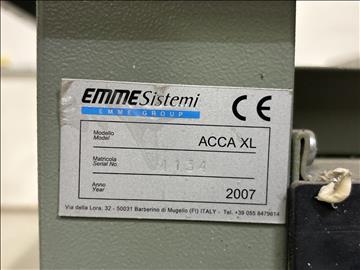 EMMESistemi
EMME GROUP
CE
Modello
Model
ACCA XL
Matricola
Serial No.
1134
Anno
Year
2007
Via della Lora, 32 - 50031 Barberino di Mugello (FI) ITALY - Tel. +39 055 8479614